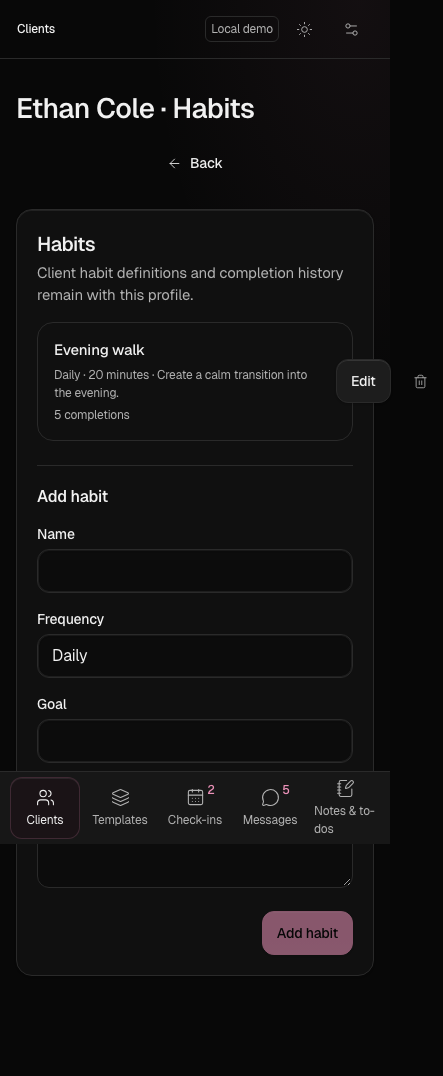 Clients
Local demo
Ethan Cole · Habits
← Back
Habits
Client habit definitions and completion history
remain with this profile.
Evening walk
Daily · 20 minutes · Create a calm transition into
the evening.
5 completions
Edit
Add habit
Name
Frequency
Daily
Goal
Clients
Templates
2
Check-ins
5
Messages
Notes & to-
dos
Add habit